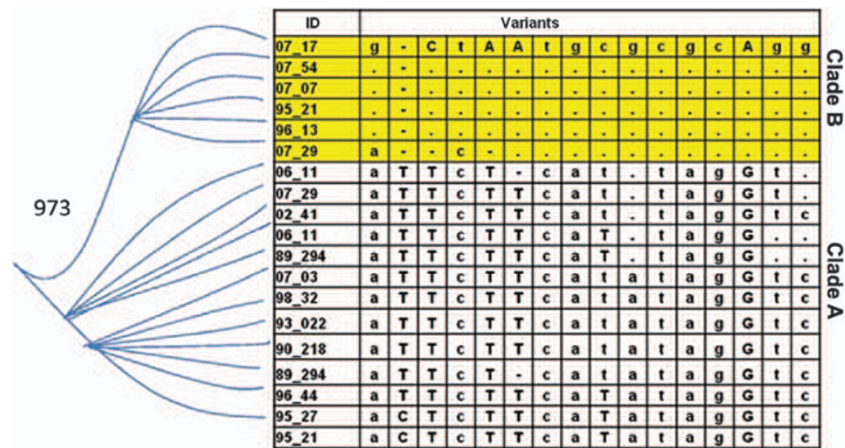 ID Variants
07_17 g - C t A A t g c g c g c A g g
07_54 . - . . . . . . . . . . . . . .
07_07 . - . . . . . . . . . . . . . .
95_21 . - . . . . . . . . . . . . . .
96_13 . - . . . . . . . . . . . . . .
07_29 a - - c - . . . . . . . . . . .
06_11 a T T c T - c a t . t a g G t .
07_29 a T T c T T c a t . t a g G t .
02_41 a T T c T T c a t . t a g G t c
06_11 a T T c T T c a T . t a g G . .
89_294 a T T c T T c a T . t a g G . .
07_03 a T T c T T c a t a t a g G t c
98_32 a T T c T T c a t a t a g G t c
93_022 a T T c T T c a t a t a g G t c
90_218 a T T c T T c a t a t a g G t c
89_294 a T T c T - c a t a t a g G t c
96_44 a T T c T T c a T a t a g G t c
95_27 a C T c T T c a T a t a g G t c
95_21 a C T c T T c a T a t a g G t c
973
Clade B
Clade A